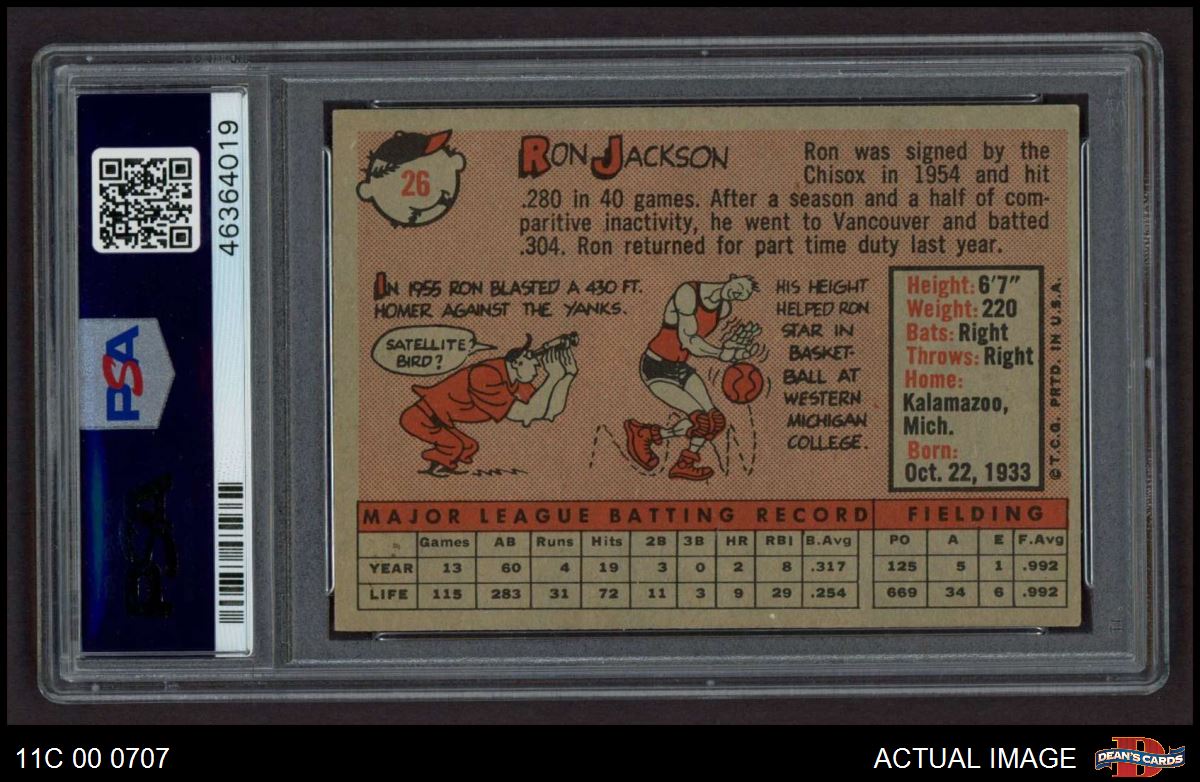 46364019
PSA
PSA
26
RON JACKSON
Ron was signed by the
Chisox in 1954 and hit
.280 in 40 games. After a season and a half of com-
paritive inactivity, he went to Vancouver and batted
.304. Ron returned for part time duty last year.
IN 1955 RON BLASTED A 430 FT.
HOMER AGAINST THE YANKS.
SATELLITE?
BIRD?
HIS HEIGHT
HELPED RON
STAR IN
BASKET-
BALL AT
WESTERN
MICHIGAN
COLLEGE.
Height: 6'7"
Weight: 220
Bats: Right
Throws: Right
Home:
Kalamazoo,
Mich.
Born:
Oct. 22, 1933
©T.C.G. PRTD. IN U.S.A.
MAJOR LEAGUE BATTING RECORD FIELDING
Games AB Runs Hits 2B 3B HR RBI B.Avg PO A E F.Avg
YEAR 13 60 4 19 3 0 2 8 .317 125 5 1 .992
LIFE 115 283 31 72 11 3 9 29 .254 669 34 6 .992
11C 00 0707
ACTUAL IMAGE
DEAN'S CARDS